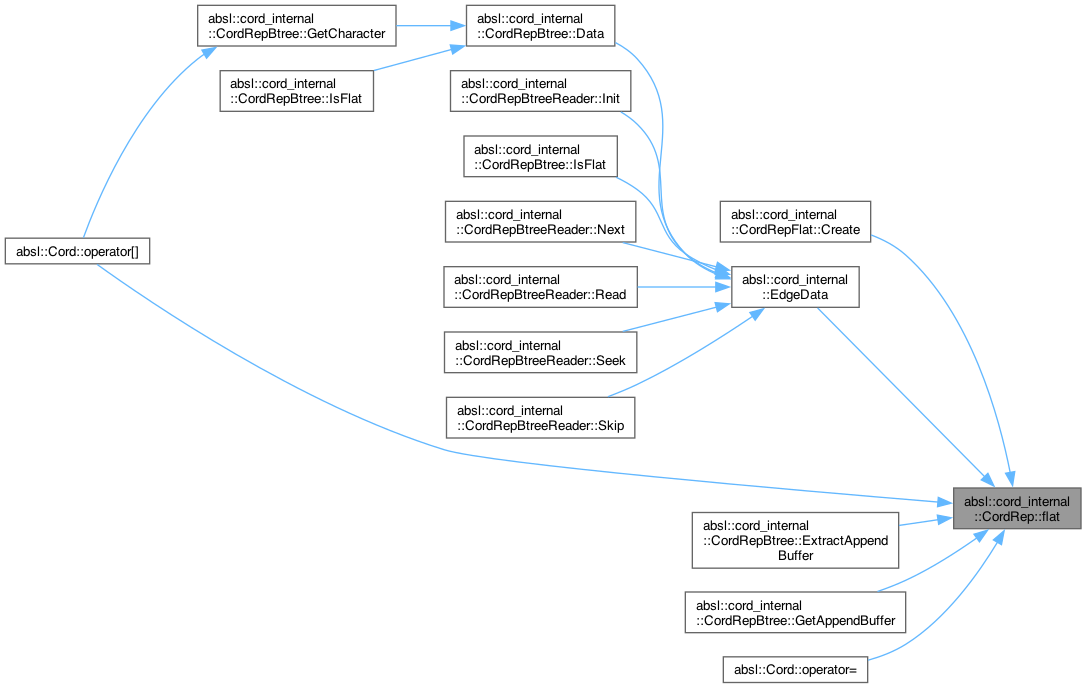 absl::cord_internal
::CordRepBtree::GetCharacter
absl::cord_internal
::CordRepBtree::Data
absl::cord_internal
::CordRepBtree::IsFlat
absl::cord_internal
::CordRepBtreeReader::Init
absl::cord_internal
::CordRepBtree::IsFlat
absl::cord_internal
::CordRepBtreeReader::Next
absl::cord_internal
::CordRepFlat::Create
absl::Cord::operator[]
absl::cord_internal
::CordRepBtreeReader::Read
absl::cord_internal
::EdgeData
absl::cord_internal
::CordRepBtreeReader::Seek
absl::cord_internal
::CordRepBtreeReader::Skip
absl::cord_internal
::CordRep::flat
absl::cord_internal
::CordRepBtree::ExtractAppend
Buffer
absl::cord_internal
::CordRepBtree::GetAppendBuffer
absl::Cord::operator=